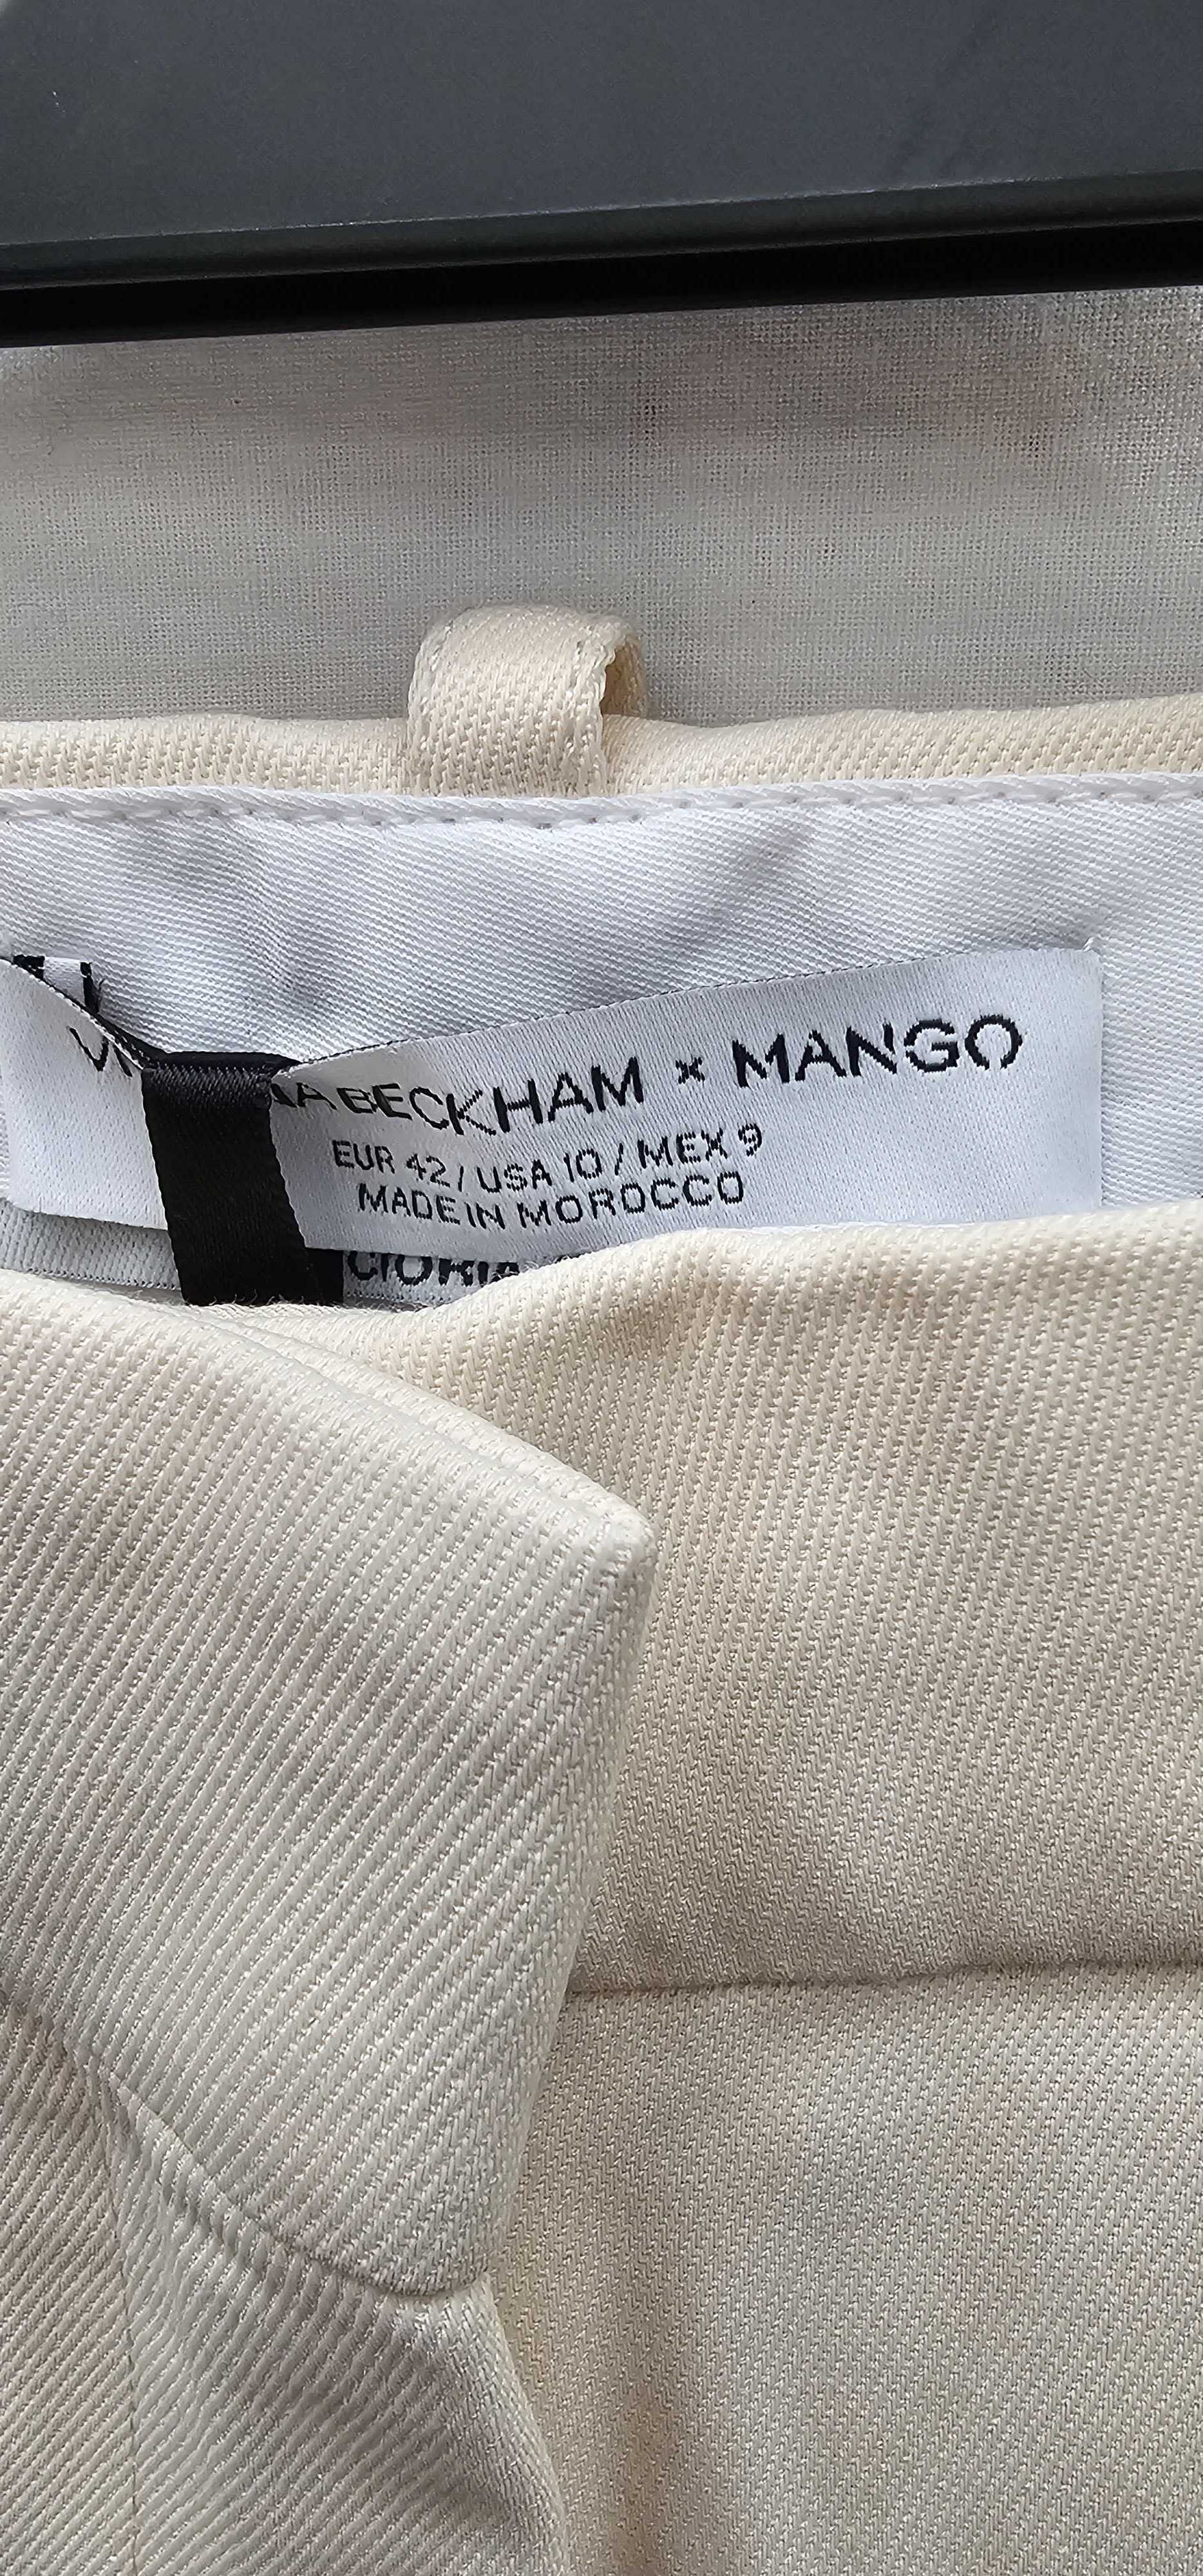 BECKHAM × MANGO
EUR 42 / USA 10 / MEX 9
MADE IN MOROCCO